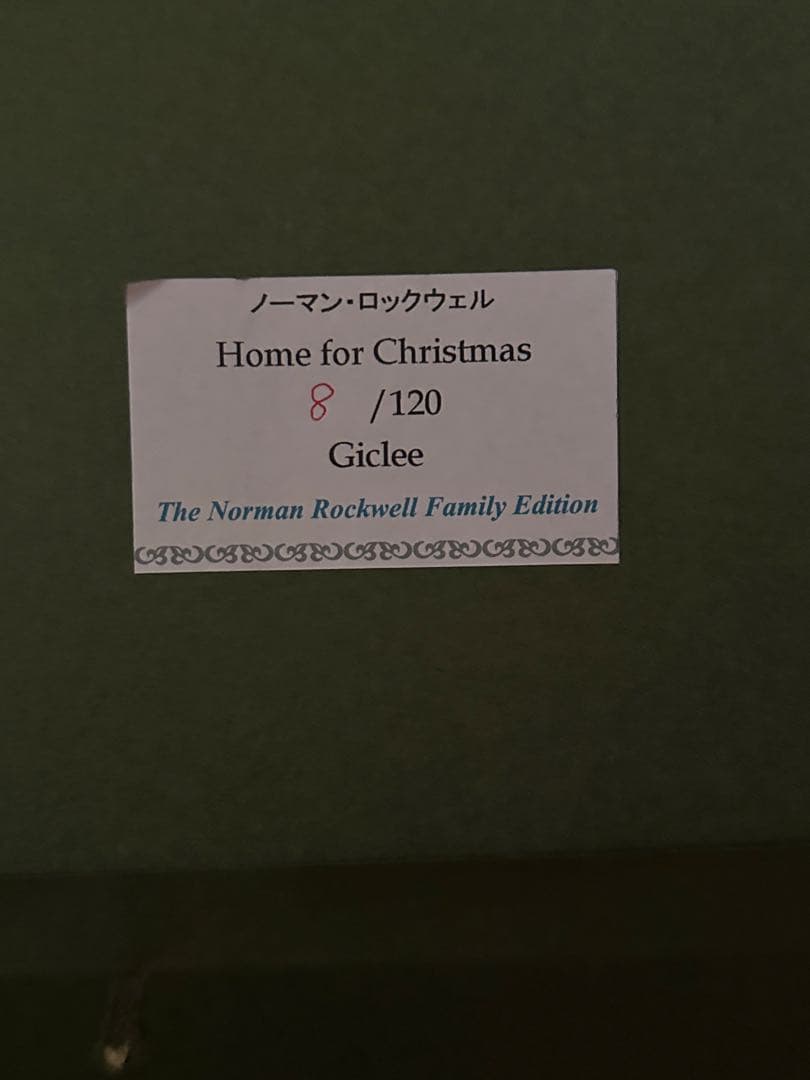 ノーマン・ロックウェル
Home for Christmas
8 /120
Giclee
The Norman Rockwell Family Edition